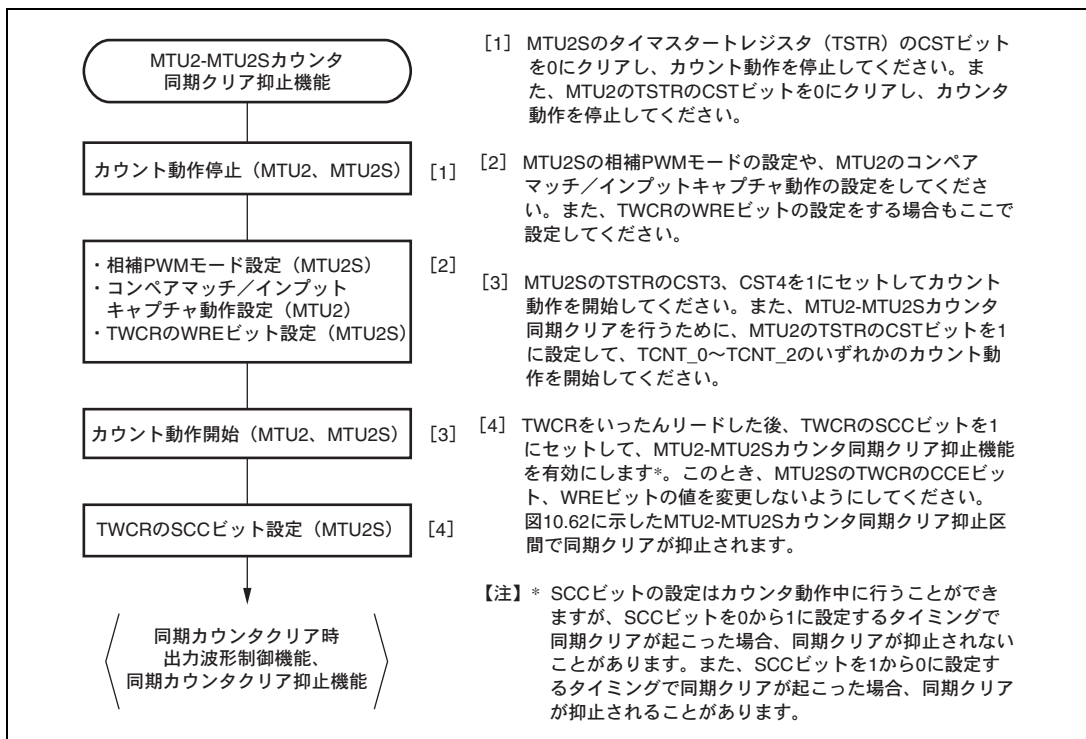 MTU2-MTU2Sカウンタ
同期クリア抑止機能
カウント動作停止（MTU2、MTU2S）
[1]
・相補PWMモード設定（MTU2S）
・コンペアマッチ／インプット
キャプチャ動作設定（MTU2）
・TWCRのWREビット設定（MTU2S）
[2]
カウント動作開始（MTU2、MTU2S）
[3]
TWCRのSCCビット設定（MTU2S）
[4]
同期カウンタクリア時
出力波形制御機能、
同期カウンタクリア抑止機能
[1] MTU2Sのタイマスタートレジスタ（TSTR）のCSTビット
を0にクリアし、カウント動作を停止してください。ま
た、MTU2のTSTRのCSTビットを0にクリアし、カウンタ
動作を停止してください。
[2] MTU2Sの相補PWMモードの設定や、MTU2のコンペア
マッチ／インプットキャプチャ動作の設定をしてくださ
い。また、TWCRのWREビットの設定をする場合もここで
設定してください。
[3] MTU2SのTSTRのCST3、CST4を1にセットしてカウント
動作を開始してください。また、MTU2-MTU2Sカウンタ
同期クリアを行うために、MTU2のTSTRのCSTビットを1
に設定して、TCNT_0〜TCNT_2のいずれかのカウント動
作を開始してください。
[4] TWCRをいったんリードした後、TWCRのSCCビットを1
にセットして、MTU2-MTU2Sカウンタ同期クリア抑止機能
を有効にします*。このとき、MTU2SのTWCRのCCEビッ
ト、WREビットの値を変更しないようにしてください。
図10.62に示したMTU2-MTU2Sカウンタ同期クリア抑止区
間で同期クリアが抑止されます。
【注】* SCCビットの設定はカウンタ動作中に行うことができ
ますが、SCCビットを0から1に設定するタイミングで
同期クリアが起こった場合、同期クリアが抑止されない
ことがあります。また、SCCビットを1から0に設定す
るタイミングで同期クリアが起こった場合、同期クリア
が抑止されることがあります。